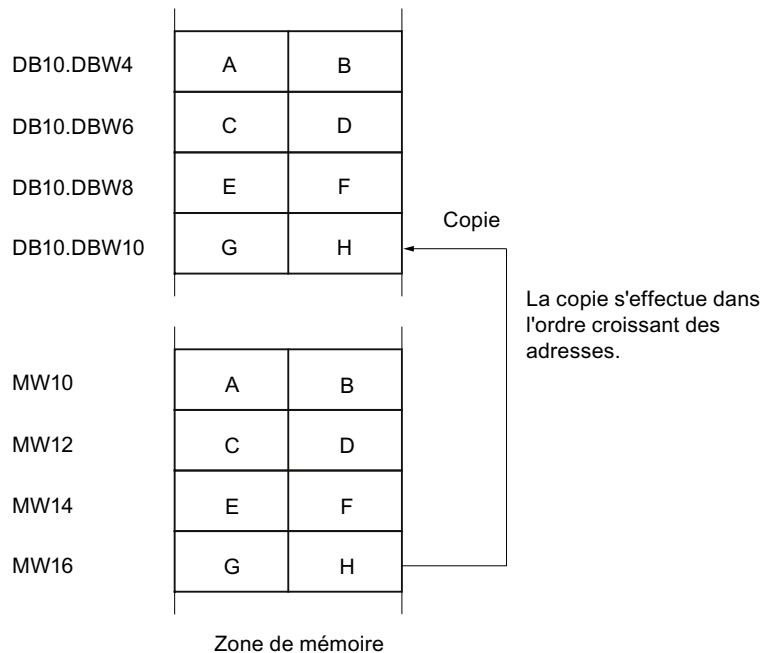 DB10.DBW4 A B
DB10.DBW6 C D
DB10.DBW8 E F
DB10.DBW10 G H
Copie
La copie s'effectue dans
l'ordre croissant des
adresses.
MW10 A B
MW12 C D
MW14 E F
MW16 G H
Zone de mémoire